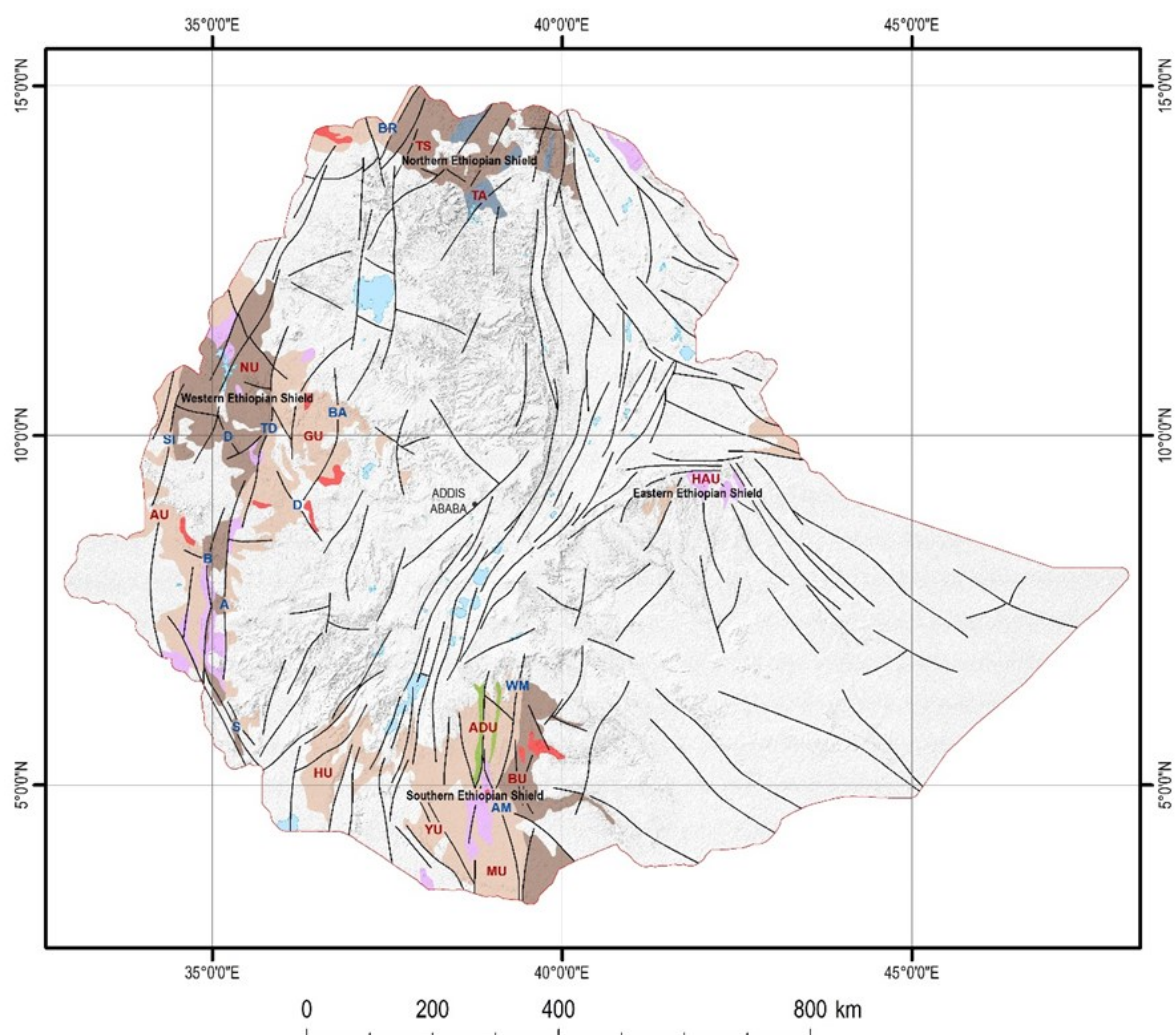 35°0'0"E 40°0'0"E 45°0'0"E
15°0'0"N 15°0'0"N
BR
TS
Northern Ethiopian Shield
TA
NU
Western Ethiopian Shield
BA
TD
SI D GU
10°0'0"N 10°0'0"N
HAU
Eastern Ethiopian Shield
ADDIS
ABABA
D
AU
B
A
WM
S ADU
HU BU
5°0'0"N 5°0'0"N
Southern Ethiopian Shield
AM
YU
MU
35°0'0"E 40°0'0"E 45°0'0"E
0 200 400 800 km